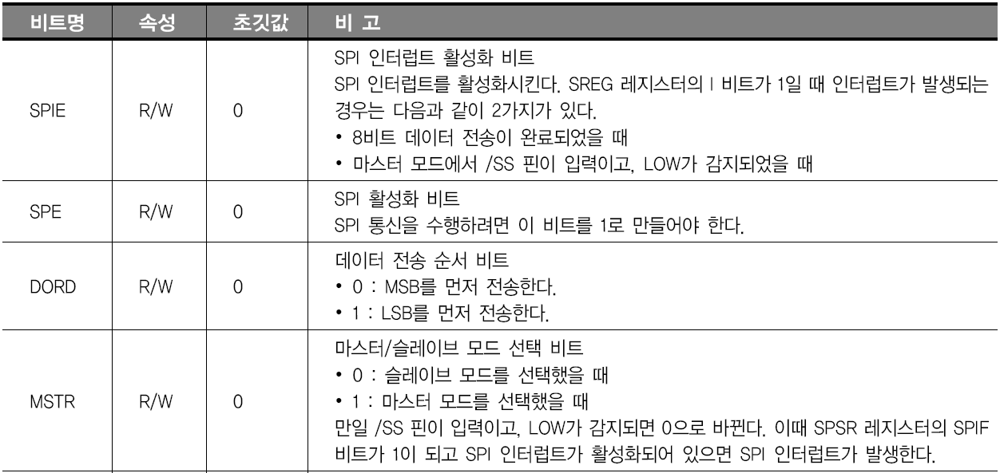 비트명 속성 초깃값 비 고
SPI 인터럽트 활성화 비트
SPI 인터럽트를 활성화시킨다. SREG 레지스터의 I 비트가 1일 때 인터럽트가 발생되는
SPIE R/W 0 경우는 다음과 같이 2가지가 있다.
• 8비트 데이터 전송이 완료되었을 때
• 마스터 모드에서 /SS 핀이 입력이고, LOW가 감지되었을 때
SPE R/W 0 SPI 활성화 비트
SPI 통신을 수행하려면 이 비트를 1로 만들어야 한다.
데이터 전송 순서 비트
DORD R/W 0 • 0 : MSB를 먼저 전송한다.
• 1 : LSB를 먼저 전송한다.
마스터/슬레이브 모드 선택 비트
• 0 : 슬레이브 모드를 선택했을 때
MSTR R/W 0 • 1 : 마스터 모드를 선택했을 때
만일 /SS 핀이 입력이고, LOW가 감지되면 0으로 바뀐다. 이때 SPSR 레지스터의 SPIF
비트가 1이 되고 SPI 인터럽트가 활성화되어 있으면 SPI 인터럽트가 발생한다.